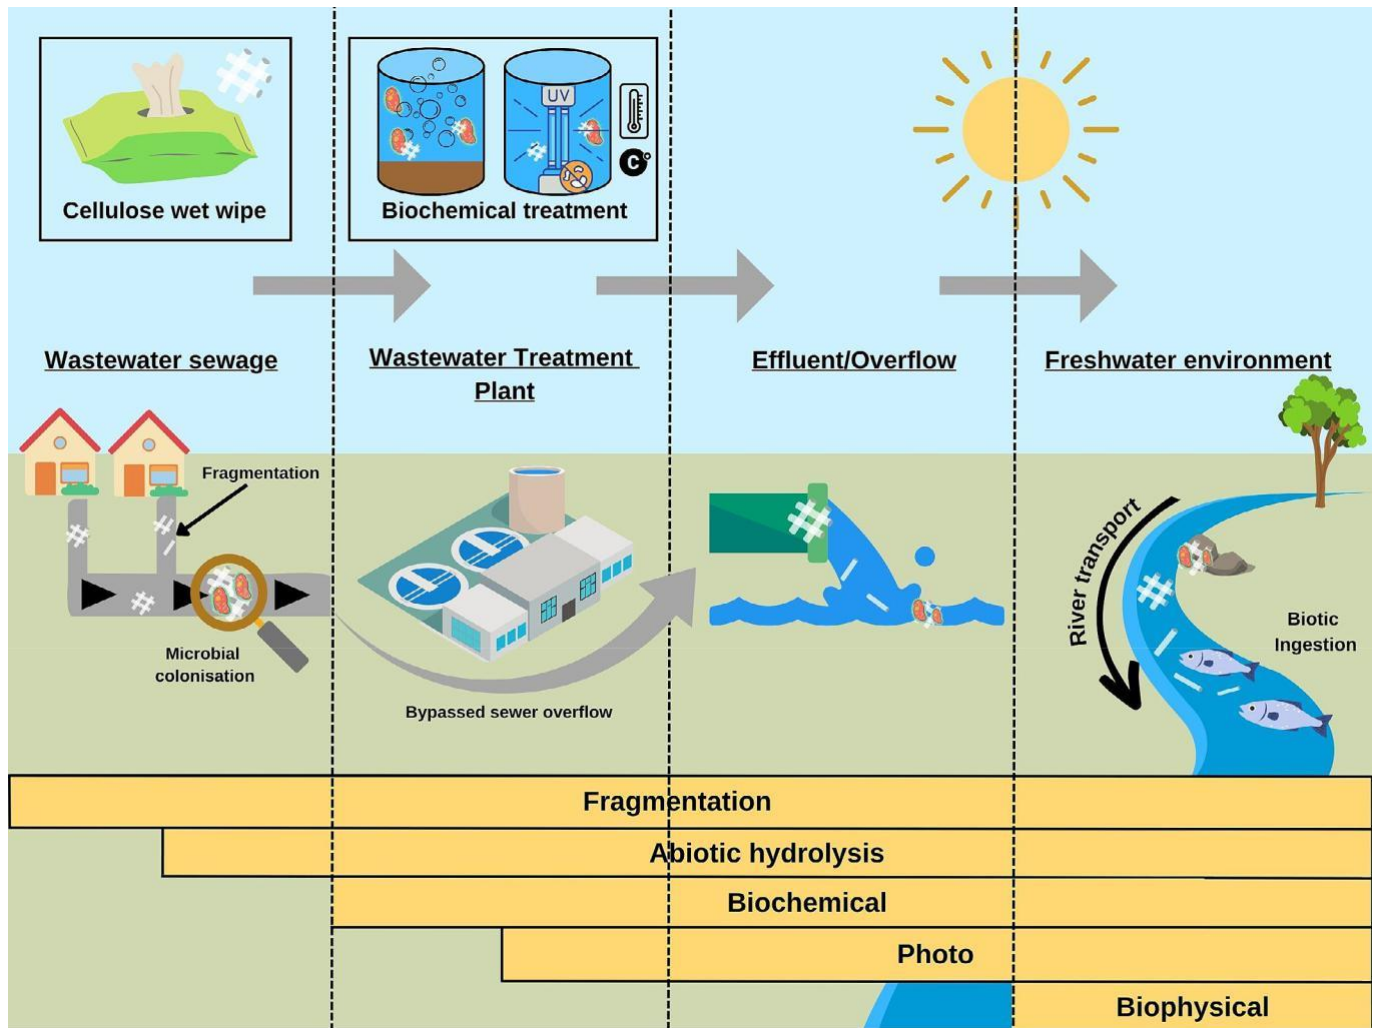 Cellulose wet wipe
UV
C°
Biochemical treatment
Wastewater sewage
Wastewater Treatment
Plant
Effluent/Overflow
Freshwater environment
Fragmentation
Microbial
colonisation
Bypassed sewer overflow
River transport
Biotic
Ingestion
Fragmentation
Abiotic hydrolysis
Biochemical
Photo
Biophysical